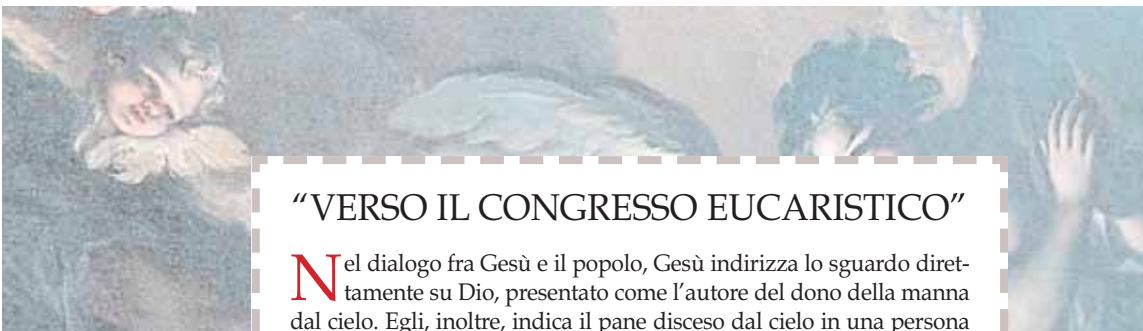 “VERSO IL CONGRESSO EUCARISTICO”
Nel dialogo fra Gesù e il popolo, Gesù indirizza lo sguardo diret-
tamente su Dio, presentato come l’autore del dono della manna
dal cielo. Egli, inoltre, indica il pane disceso dal cielo in una persona